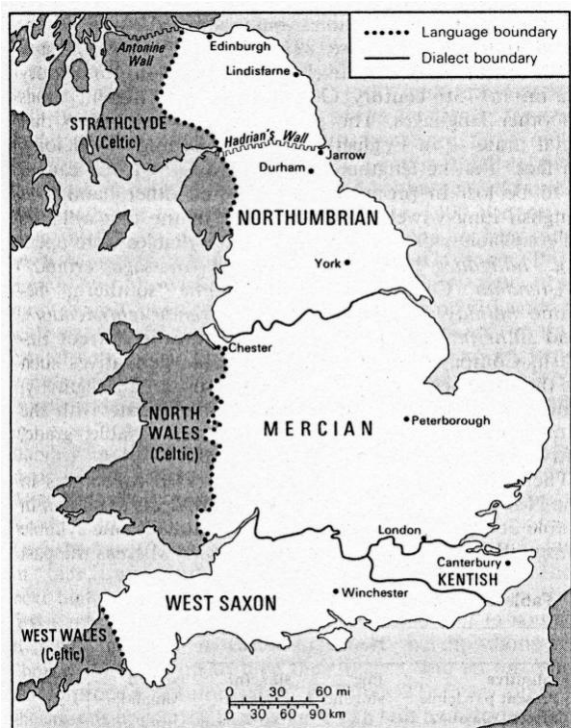 Language boundary
Dialect boundary
Antonine
Wall
Edinburgh
Lindisfarne
STRATHCLYDE
(Celtic)
Hadrian's Wall
Jarrow
Durham
NORTHUMBRIAN
York
Chester
NORTH
WALES
(Celtic)
MERCIAN
Peterborough
London
Canterbury
KENTISH
WEST SAXON
Winchester
WEST WALES
(Celtic)
0 30 60 mi
0 30 60 90 km